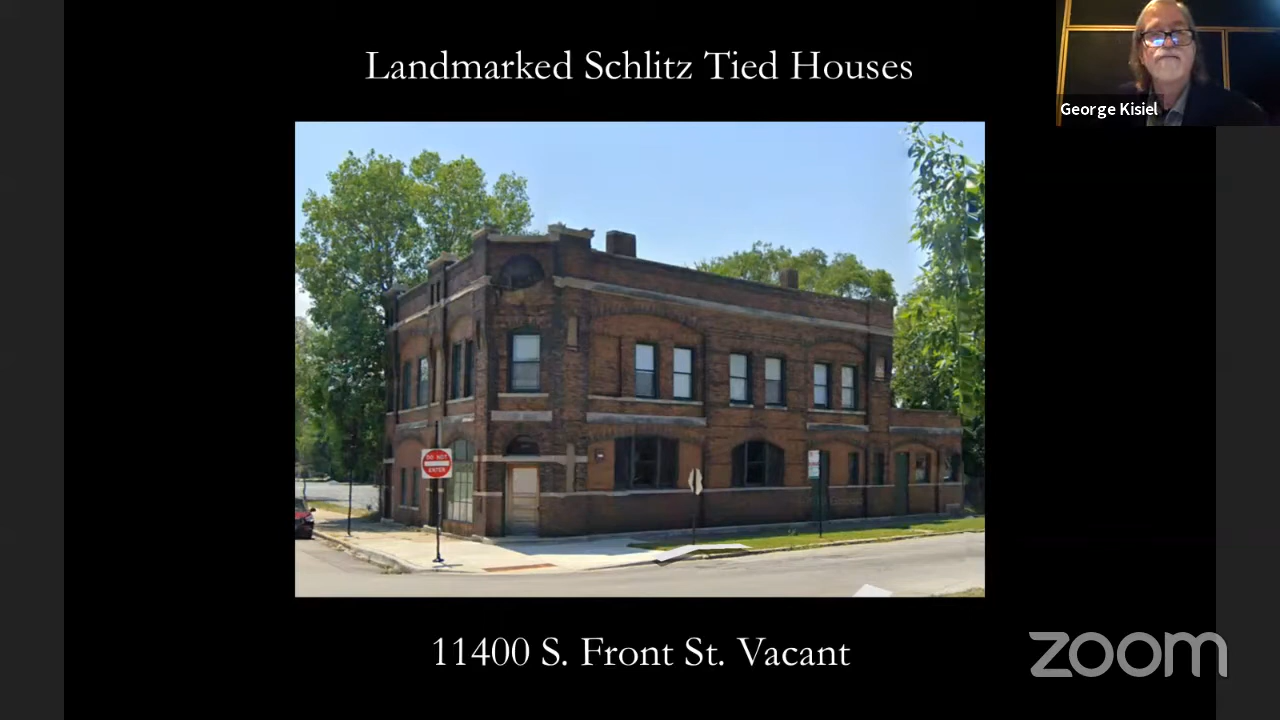 Landmarked Schlitz Tied Houses
George Kisiel
DO NOT
ENTER
11400 S. Front St. Vacant
zoom